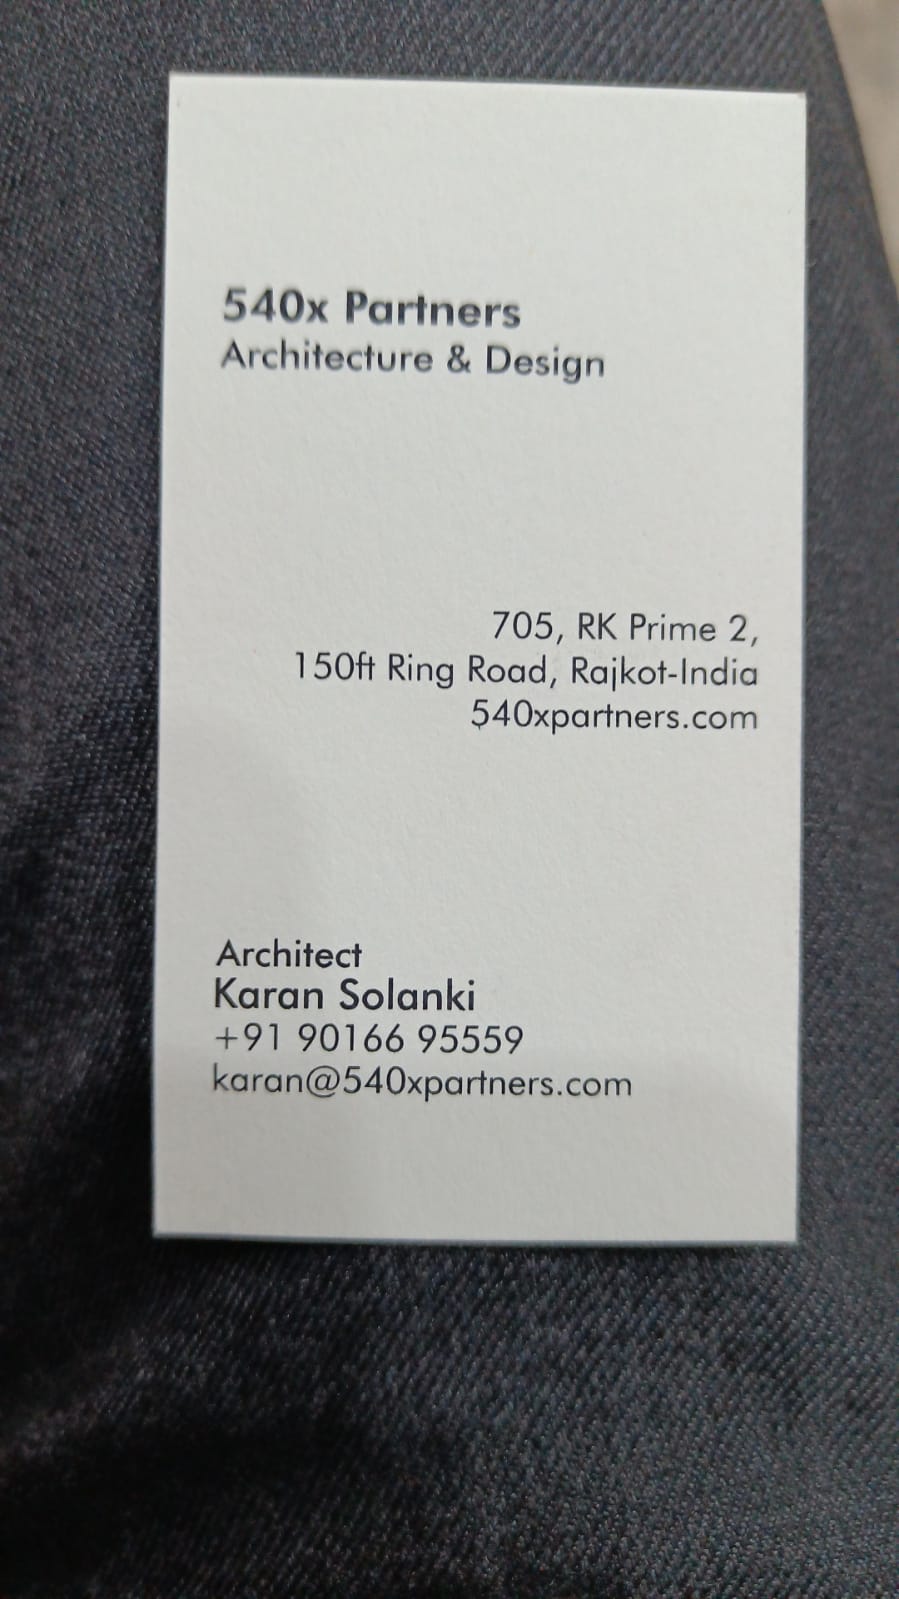 540x Partners
Architecture & Design
705, RK Prime 2,
150ft Ring Road, Rajkot-India
540xpartners.com
Architect
Karan Solanki
+91 90166 95559
karan@540xpartners.com